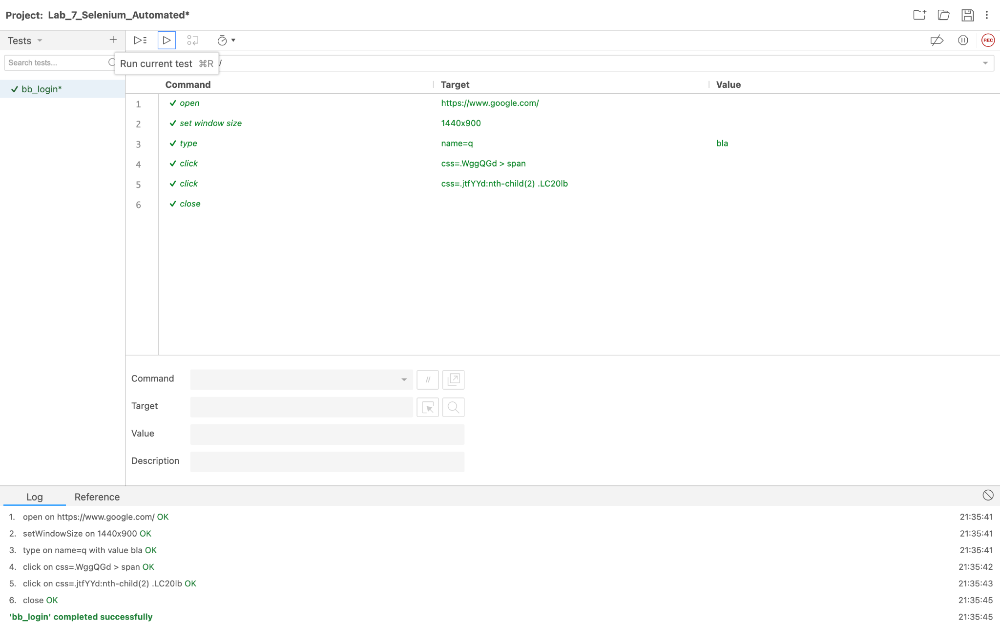 Project: Lab_7_Selenium_Automated*
Tests
REC
Search tests...
Run current test ⌘R
/
bb_login*
Command Target Value
1 open https://www.google.com/
2 set window size 1440x900
3 type name=q bla
4 click css=.WggQGd > span
5 click css=.jtfYYd:nth-child(2) .LC20lb
6 close
Command //
Target
Value
Description
Log Reference
1. open on https://www.google.com/ OK 21:35:41
2. setWindowSize on 1440x900 OK 21:35:41
3. type on name=q with value bla OK 21:35:41
4. click on css=.WggQGd > span OK 21:35:42
5. click on css=.jtfYYd:nth-child(2) .LC20lb OK 21:35:43
6. close OK 21:35:45
'bb_login' completed successfully 21:35:45